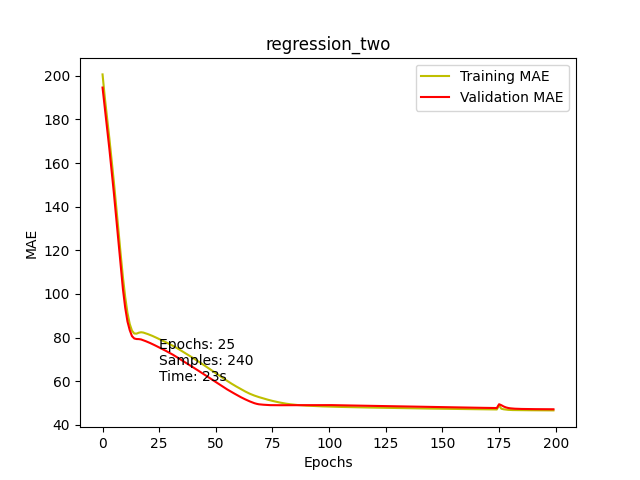 regression_two
Training MAE
Validation MAE
200
180
160
140
120
100
80
60
40
MAE
Epochs: 25
Samples: 240
Time: 23s
0
25
50
75
100
125
150
175
200
Epochs